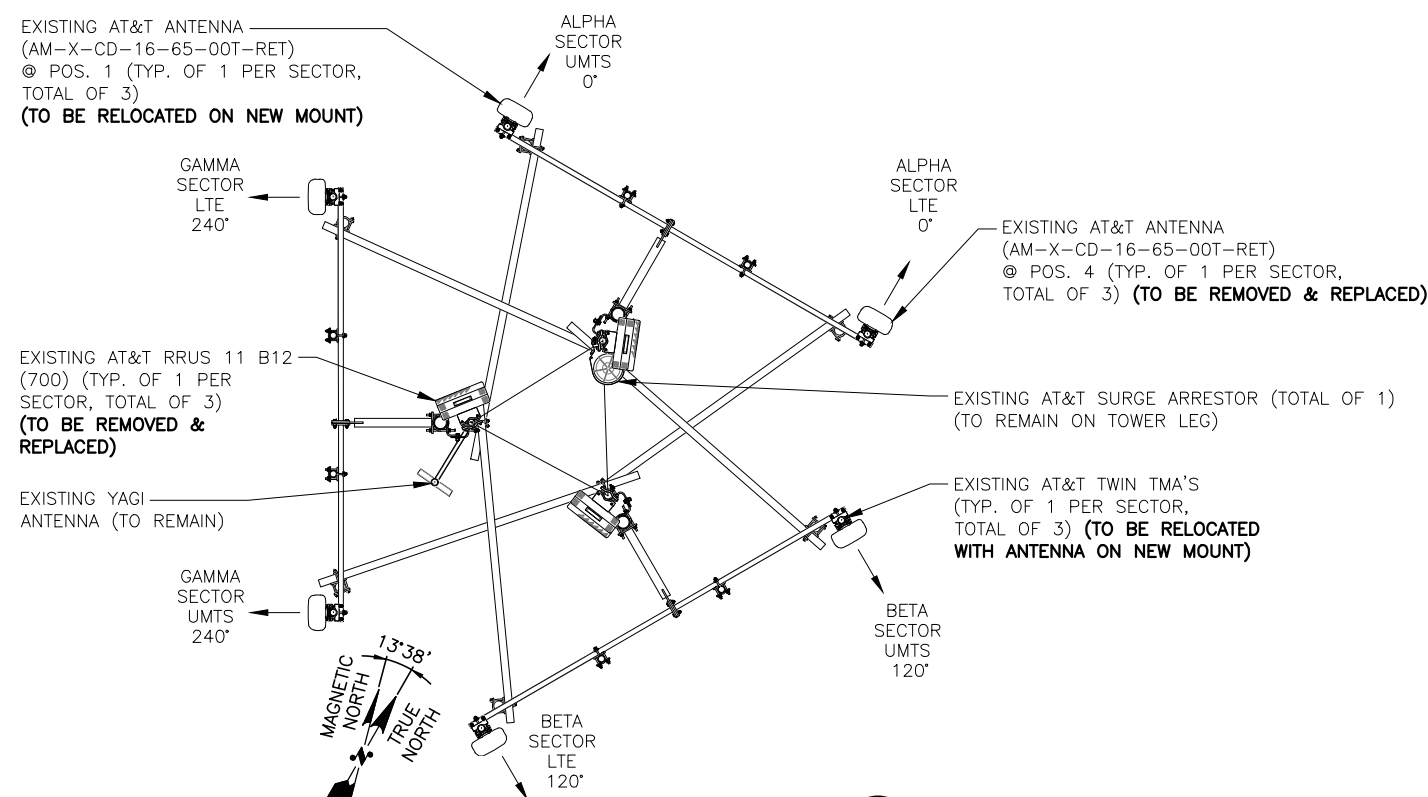 EXISTING AT&T ANTENNA
(AM-X-CD-16-65-00T-RET)
@ POS. 1 (TYP. OF 1 PER SECTOR,
TOTAL OF 3)
(TO BE RELOCATED ON NEW MOUNT)
ALPHA
SECTOR
UMTS
0°
GAMMA
SECTOR
LTE
240°
ALPHA
SECTOR
LTE
0°
EXISTING AT&T ANTENNA
(AM-X-CD-16-65-00T-RET)
@ POS. 4 (TYP. OF 1 PER SECTOR,
TOTAL OF 3) (TO BE REMOVED & REPLACED)
EXISTING AT&T RRUS 11 B12
(700) (TYP. OF 1 PER
SECTOR, TOTAL OF 3)
(TO BE REMOVED &
REPLACED)
EXISTING AT&T SURGE ARRESTOR (TOTAL OF 1)
(TO REMAIN ON TOWER LEG)
EXISTING YAGI
ANTENNA (TO REMAIN)
EXISTING AT&T TWIN TMA'S
(TYP. OF 1 PER SECTOR,
TOTAL OF 3) (TO BE RELOCATED
WITH ANTENNA ON NEW MOUNT)
GAMMA
SECTOR
UMTS
240°
BETA
SECTOR
UMTS
120°
13°38'
MAGNETIC
NORTH
TRUE
NORTH
N
BETA
SECTOR
LTE
120°